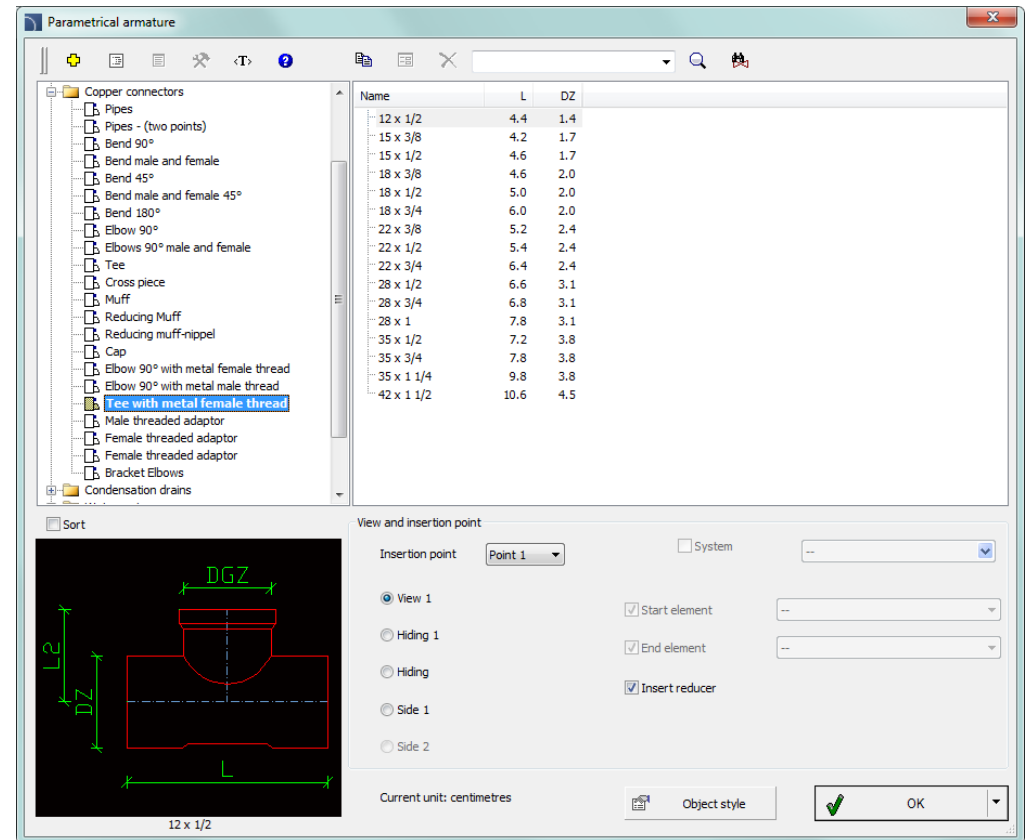 Parametrical armature
<T>
Copper connectors
Pipes
Pipes - (two points)
Bend 90°
Bend male and female
Bend 45°
Bend male and female 45°
Bend 180°
Elbow 90°
Elbows 90° male and female
Tee
Cross piece
Muff
Reducing Muff
Reducing muff-nippel
Cap
Elbow 90° with metal female thread
Elbow 90° with metal male thread
Tee with metal female thread
Male threaded adaptor
Female threaded adaptor
Female threaded adaptor
Bracket Elbows
Condensation drains
Name L DZ
12 x 1/2 4.4 1.4
15 x 3/8 4.2 1.7
15 x 1/2 4.6 1.7
18 x 3/8 4.6 2.0
18 x 1/2 5.0 2.0
18 x 3/4 6.0 2.0
22 x 3/8 5.2 2.4
22 x 1/2 5.4 2.4
22 x 3/4 6.4 2.4
28 x 1/2 6.6 3.1
28 x 3/4 6.8 3.1
28 x 1 7.8 3.1
35 x 1/2 7.2 3.8
35 x 3/4 7.8 3.8
35 x 1 1/4 9.8 3.8
42 x 1 1/2 10.6 4.5
Sort
DGZ
L2
DZ
L
12 x 1/2
View and insertion point
Insertion point Point 1
System --
View 1
Start element --
Hiding 1
End element --
Hiding
Insert reducer
Side 1
Side 2
Current unit: centimetres
Object style
OK